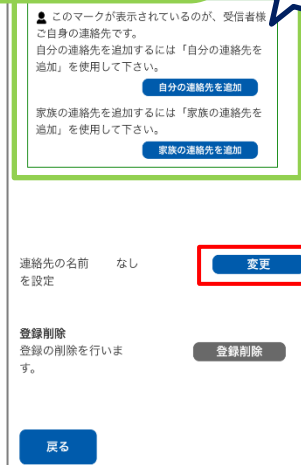 このマークが表示されているのが、受信者様
ご自身の連絡先です。
自分の連絡先を追加するには「自分の連絡先を
追加」を使用して下さい。
自分の連絡先を追加
家族の連絡先を追加するには「家族の連絡先を
追加」を使用して下さい。
家族の連絡先を追加
連絡先の名前 なし
を設定
変更
登録削除
登録の削除を行いま
す。
登録削除
戻る